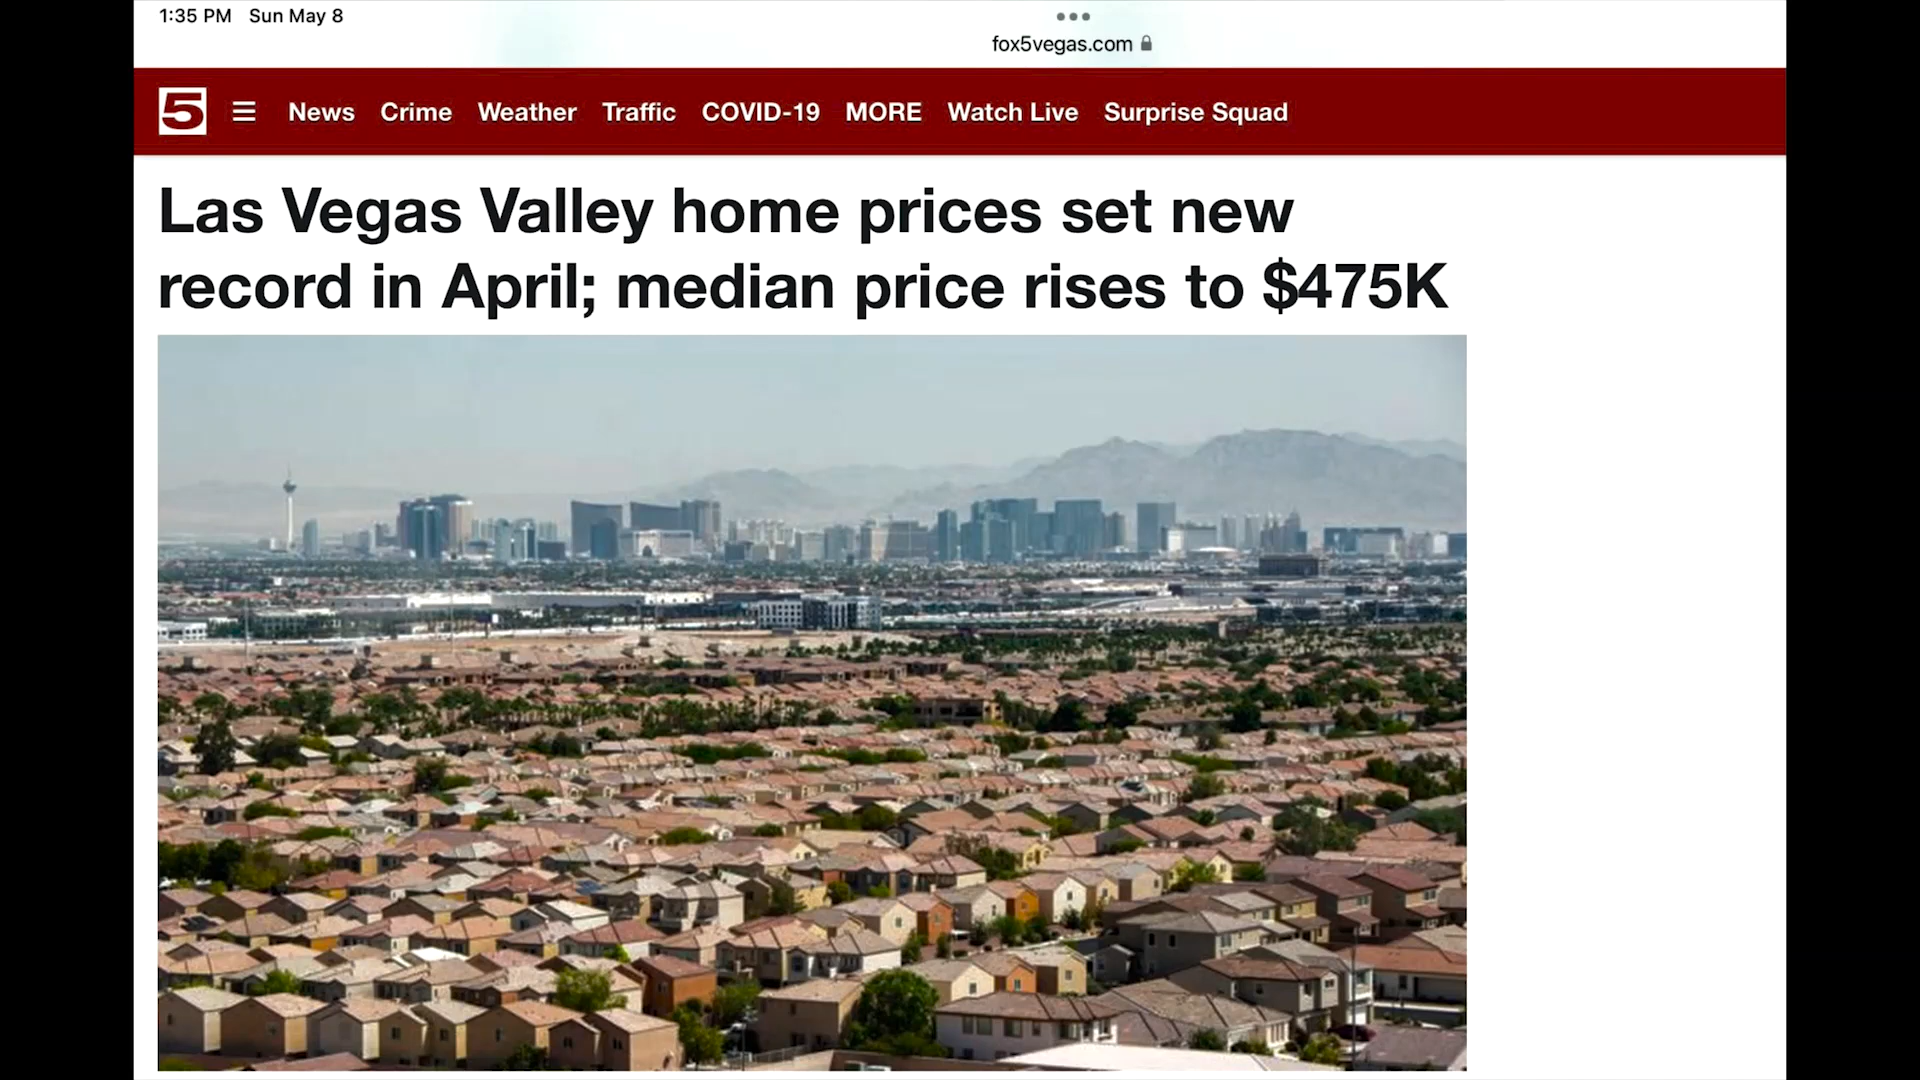 1:35 PM Sun May 8
fox5vegas.com
5 News Crime Weather Traffic COVID-19 MORE Watch Live Surprise Squad
Las Vegas Valley home prices set new
record in April; median price rises to $475K